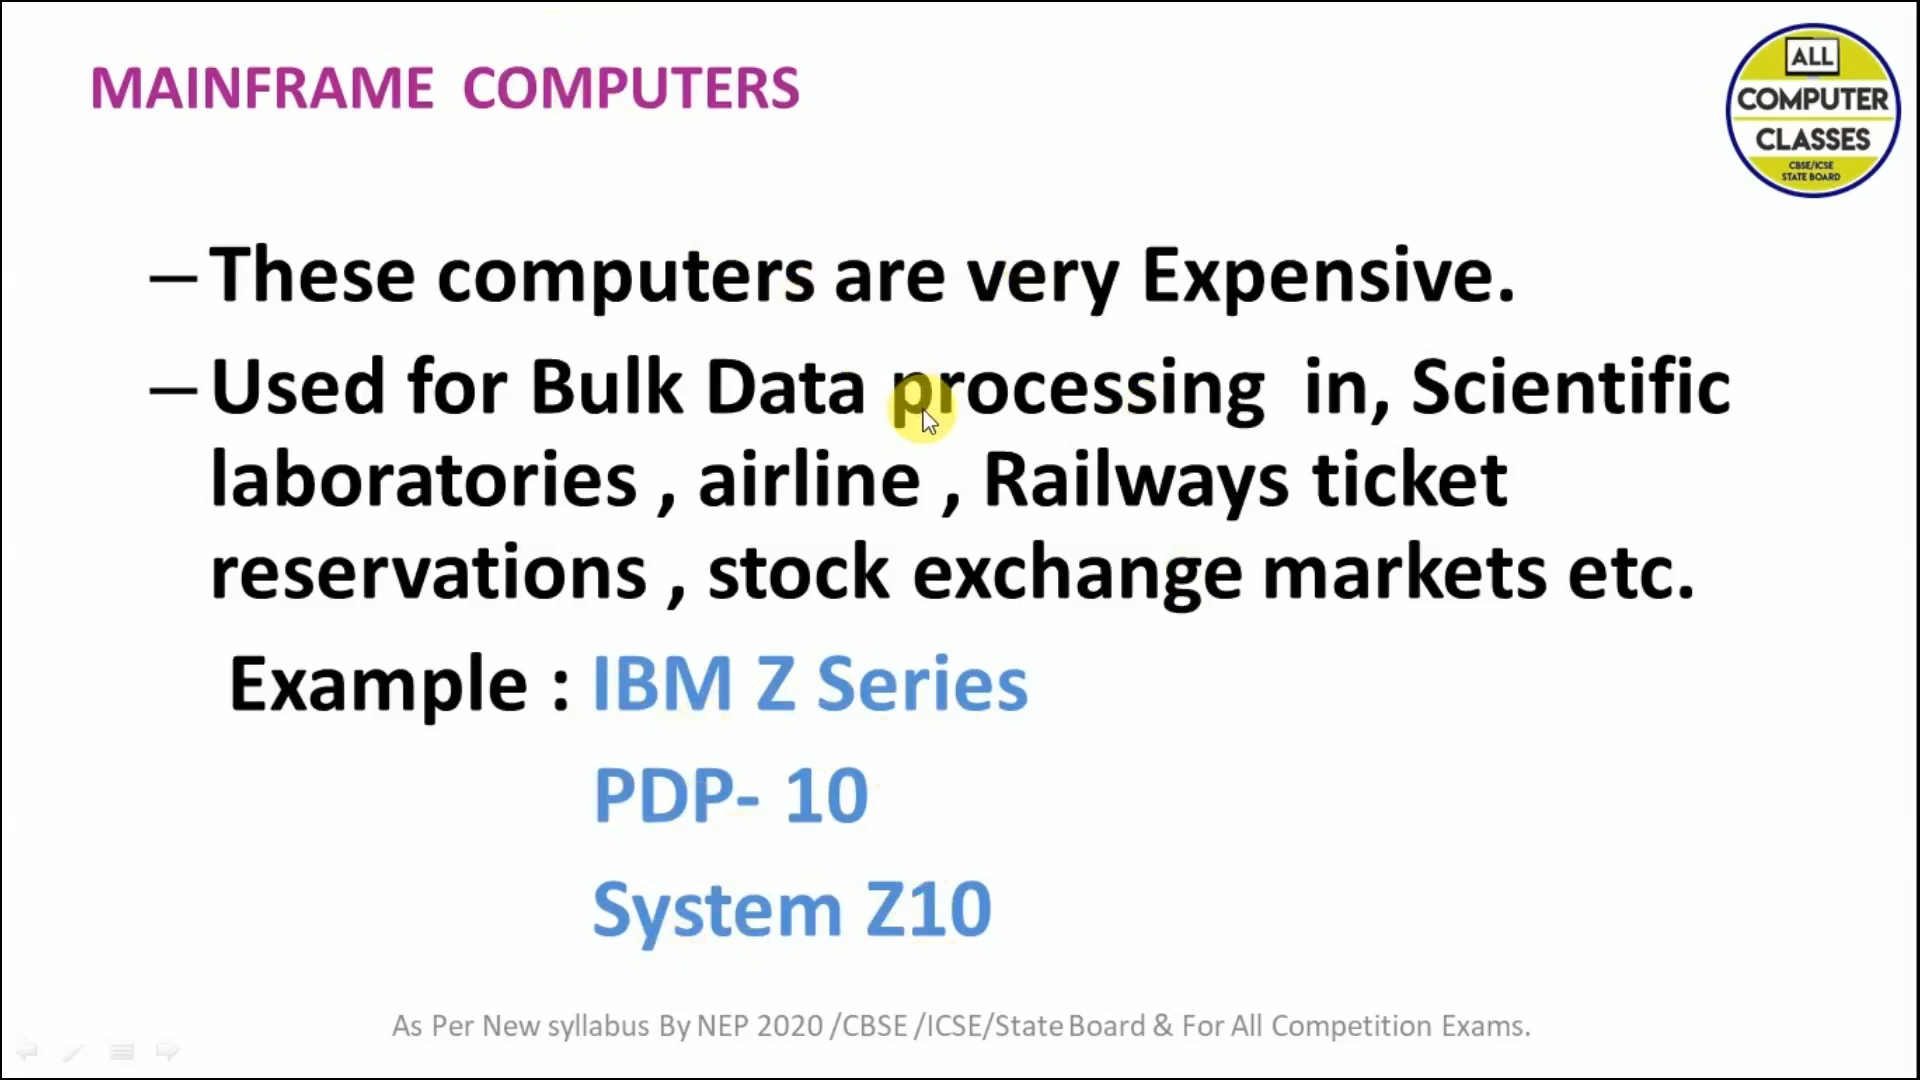 MAINFRAME COMPUTERS
ALL
COMPUTER
CLASSES
CBSE/ICSE
STATE BOARD
– These computers are very Expensive.
– Used for Bulk Data processing in, Scientific
laboratories , airline , Railways ticket
reservations , stock exchange markets etc.
Example : IBM Z Series
PDP- 10
System Z10
As Per New syllabus By NEP 2020 /CBSE /ICSE/State Board & For All Competition Exams.